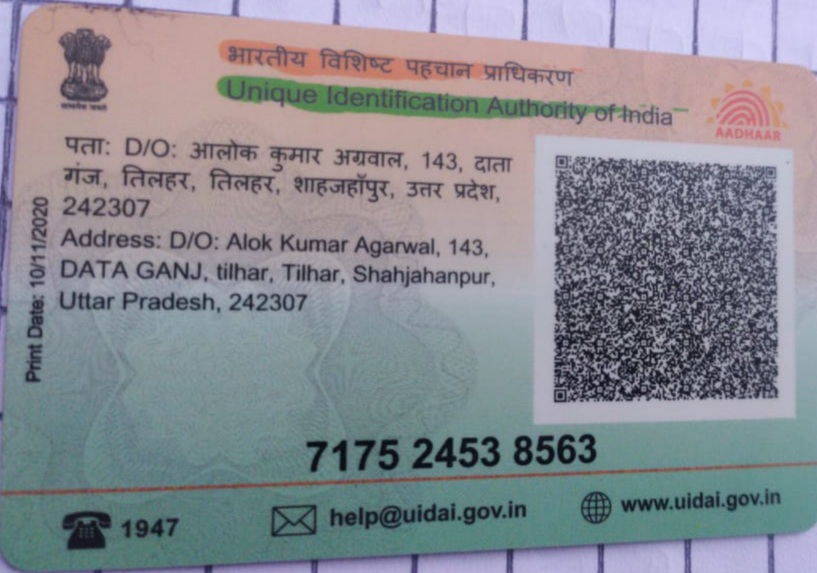 भारतीय विशिष्ट पहचान प्राधिकरण
Unique Identification Authority of India
AADHAAR
सत्यमेव जयते
पता: D/O: आलोक कुमार अग्रवाल, 143, दाता
गंज, तिलहर, तिलहर, शाहजहाँपुर, उत्तर प्रदेश,
242307
Address: D/O: Alok Kumar Agarwal, 143,
DATA GANJ, tilhar, Tilhar, Shahjahanpur,
Uttar Pradesh, 242307
Print Date: 10/11/2020
7175 2453 8563
1947
help@uidai.gov.in
www.uidai.gov.in